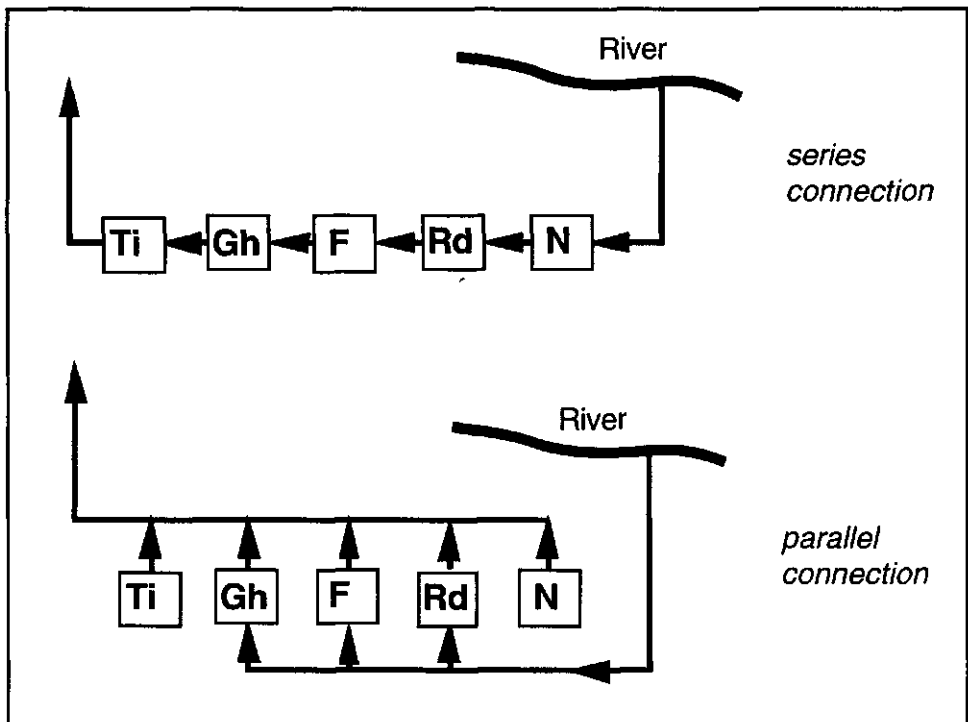 River
series
connection
Ti Gh F Rd N
River
parallel
connection
Ti Gh F Rd N